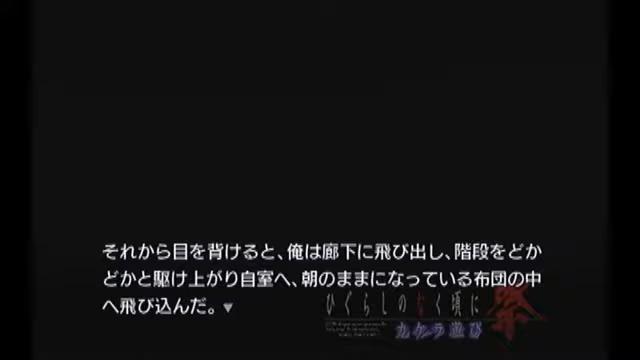 それから目を背けると、俺は廊下に飛び出し、階段をどか
どかと駆け上がり自室へ、朝のままになっている布団の中
へ飛び込んだ。
ひぐらしのなく頃に
祭
カケラ遊び